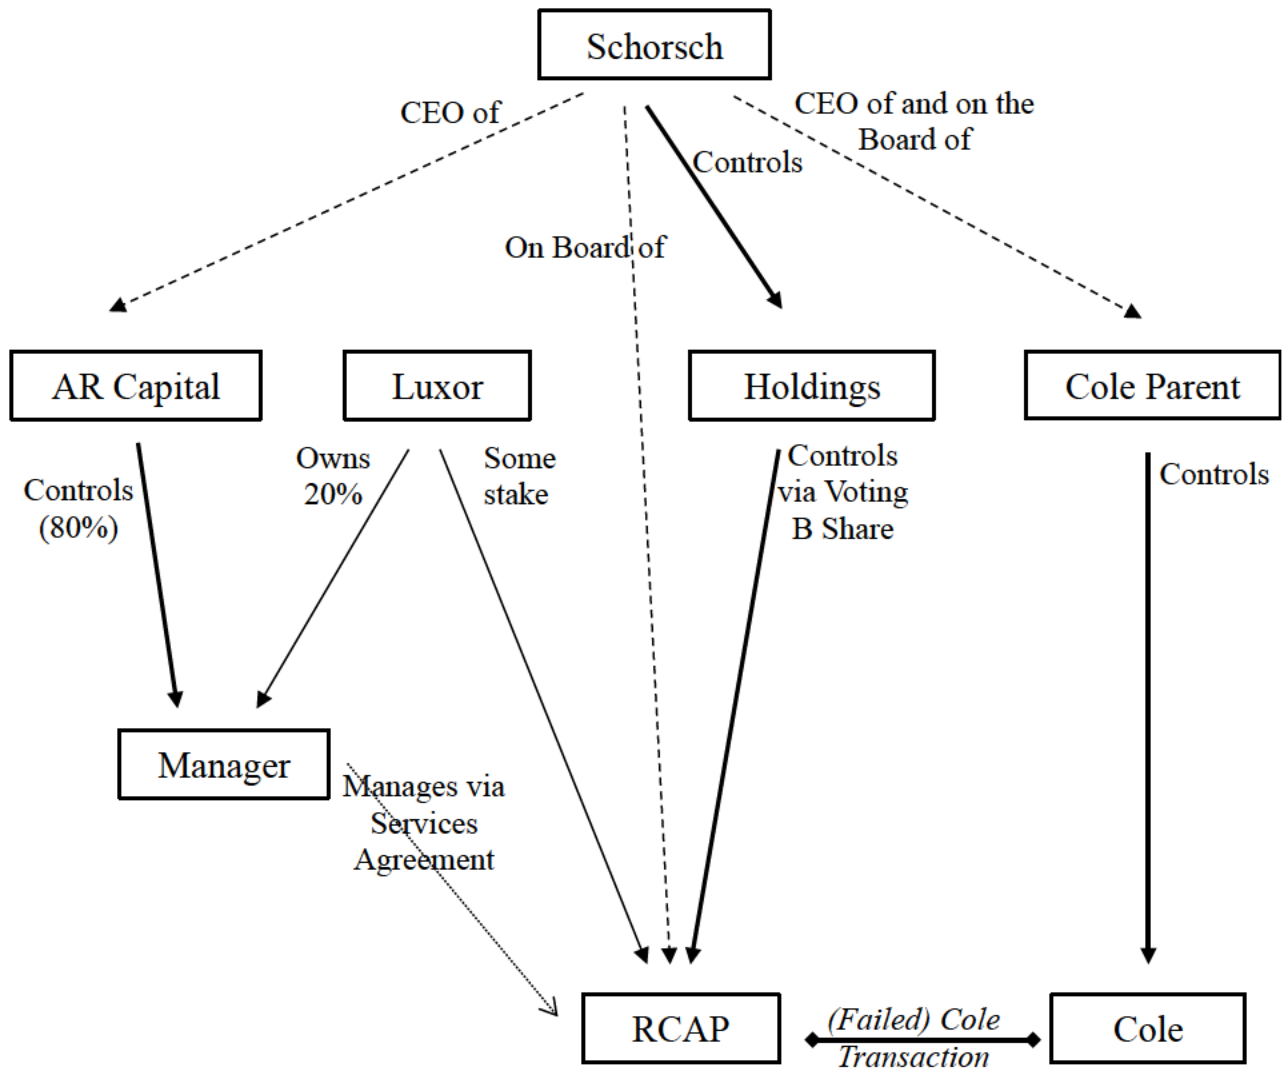 Schorsch
CEO of
CEO of and on the
Board of
Controls
On Board of
AR Capital
Luxor
Holdings
Cole Parent
Controls
(80%)
Owns
20%
Some
stake
Controls
via Voting
B Share
Controls
Manager
Manages via
Services
Agreement
RCAP
(Failed) Cole
Transaction
Cole